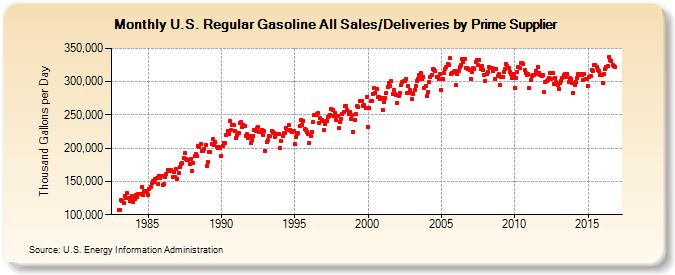 Monthly U.S. Regular Gasoline All Sales/Deliveries by Prime Supplier
Thousand Gallons per Day
350,000
300,000
250,000
200,000
150,000
100,000
1985 1990 1995 2000 2005 2010 2015
Source: U.S. Energy Information Administration